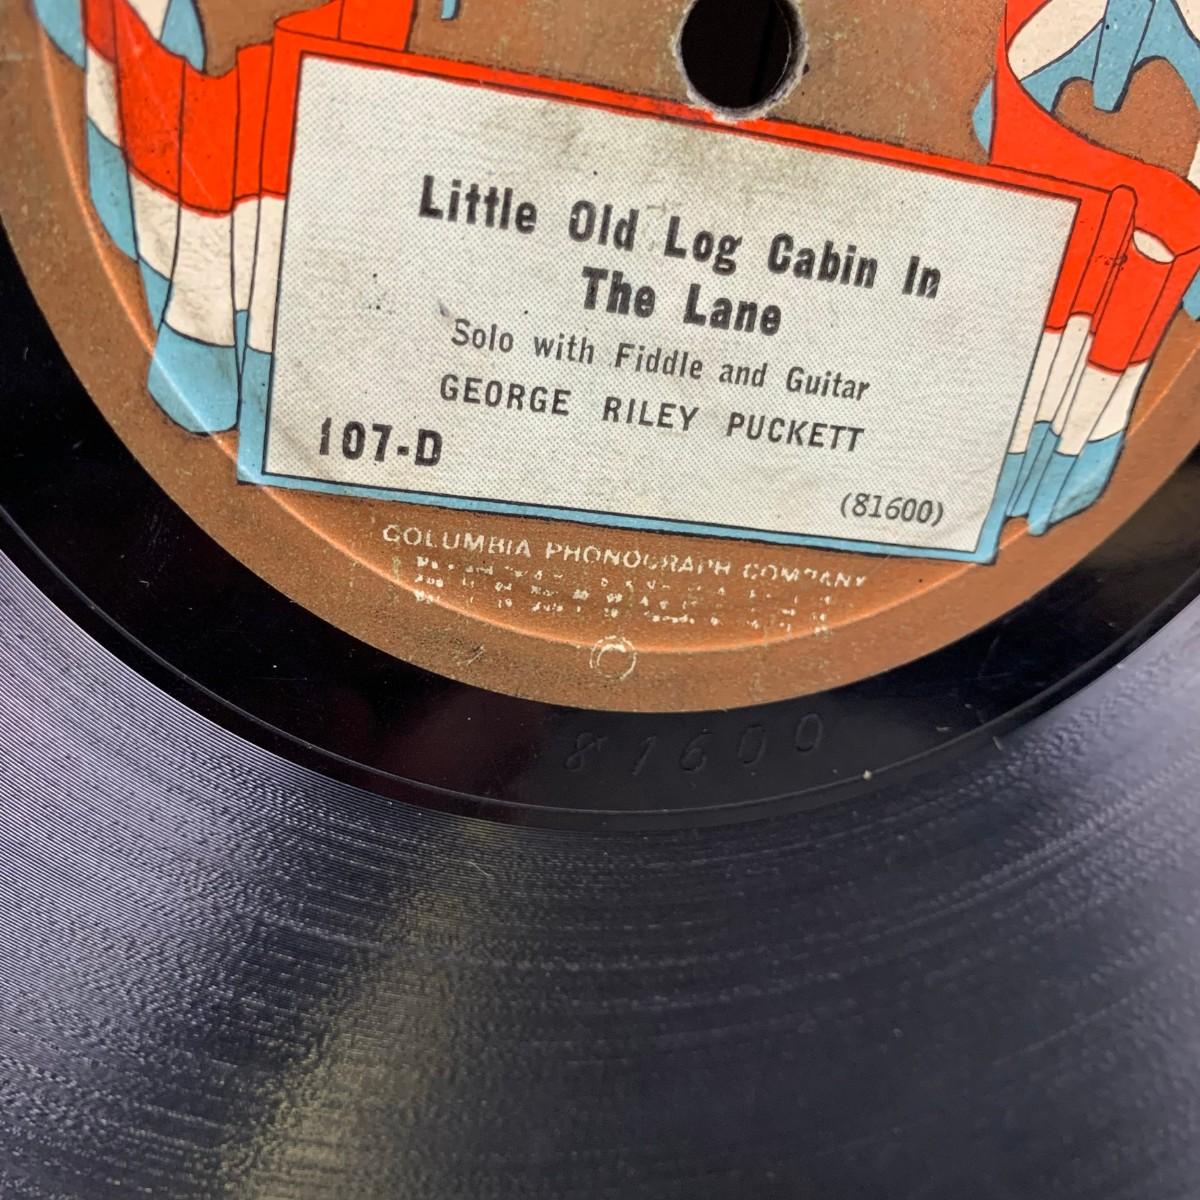 Little Old Log Cabin In
The Lane
Solo with Fiddle and Guitar
GEORGE RILEY PUCKETT
107-D
(81600)
COLUMBIA PHONOGRAPH COMPANY
81600